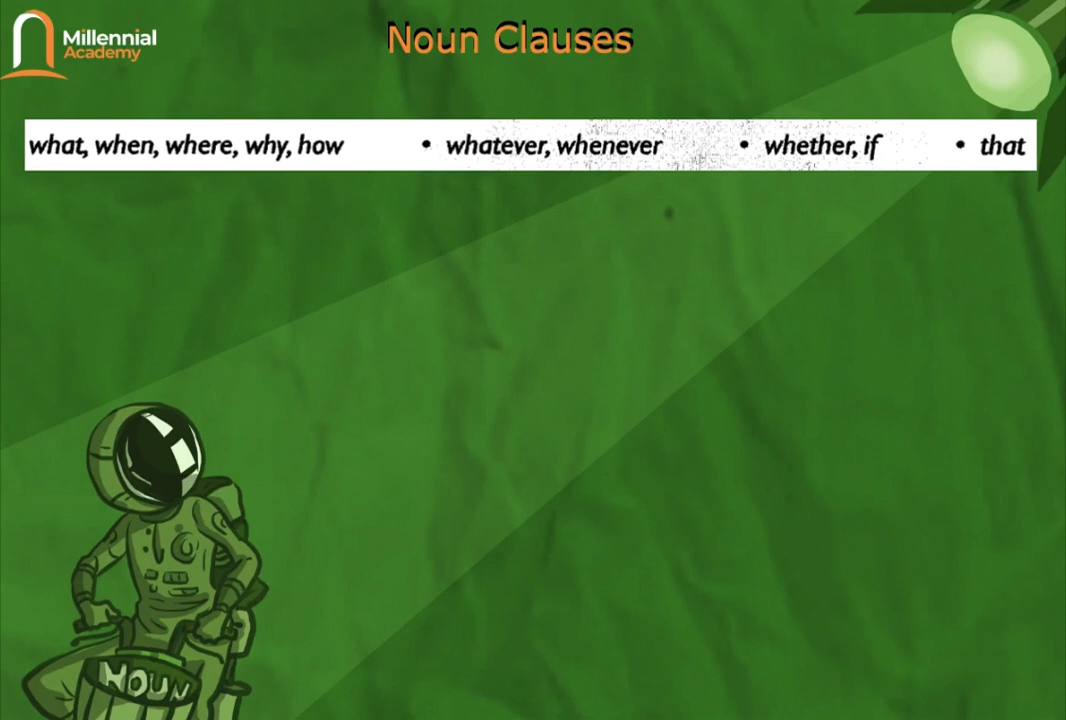 Millennial
Academy
Noun Clauses
what, when, where, why, how • whatever, whenever • whether, if • that
NOUN